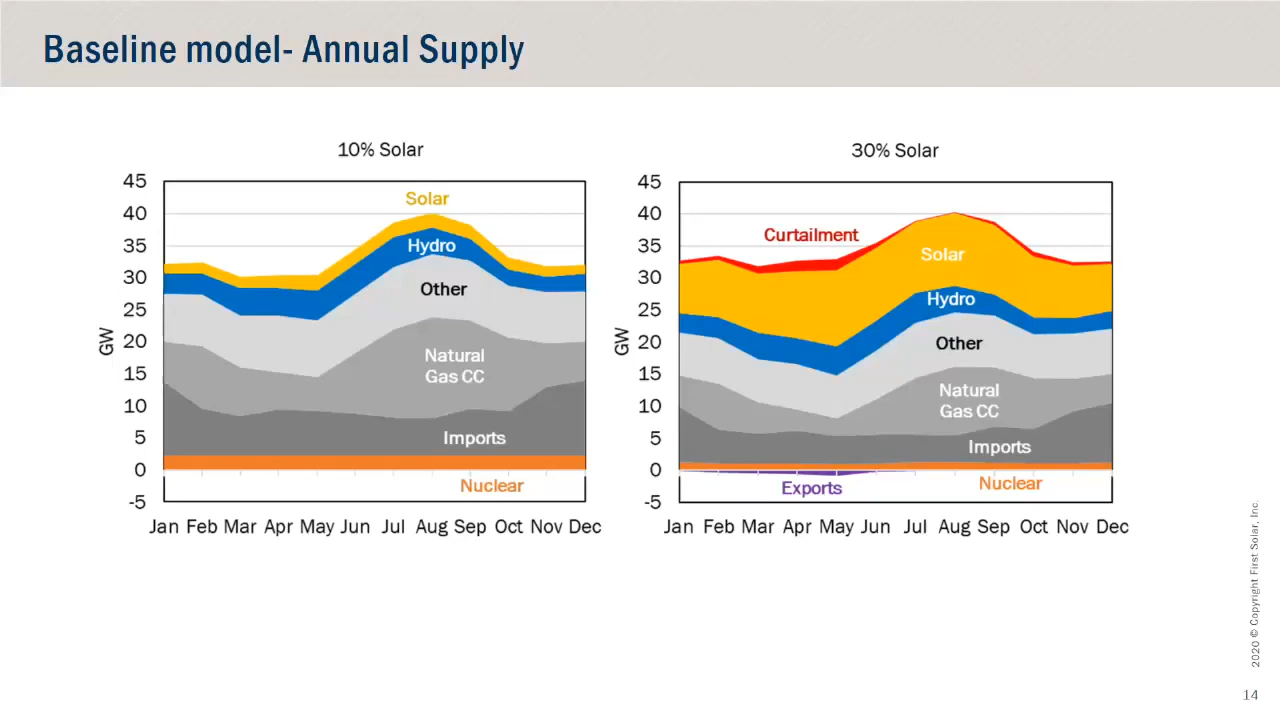 Baseline model- Annual Supply
10% Solar
45
40
35
30
25
20
15
10
5
0
-5
GW
Solar
Hydro
Other
Natural
Gas CC
Imports
Nuclear
Jan Feb Mar Apr May Jun Jul Aug Sep Oct Nov Dec
30% Solar
45
40
35
30
25
20
15
10
5
0
-5
GW
Curtailment
Solar
Hydro
Other
Natural
Gas CC
Imports
Exports
Nuclear
Jan Feb Mar Apr May Jun Jul Aug Sep Oct Nov Dec
2020 © Copyright First Solar, Inc.
14